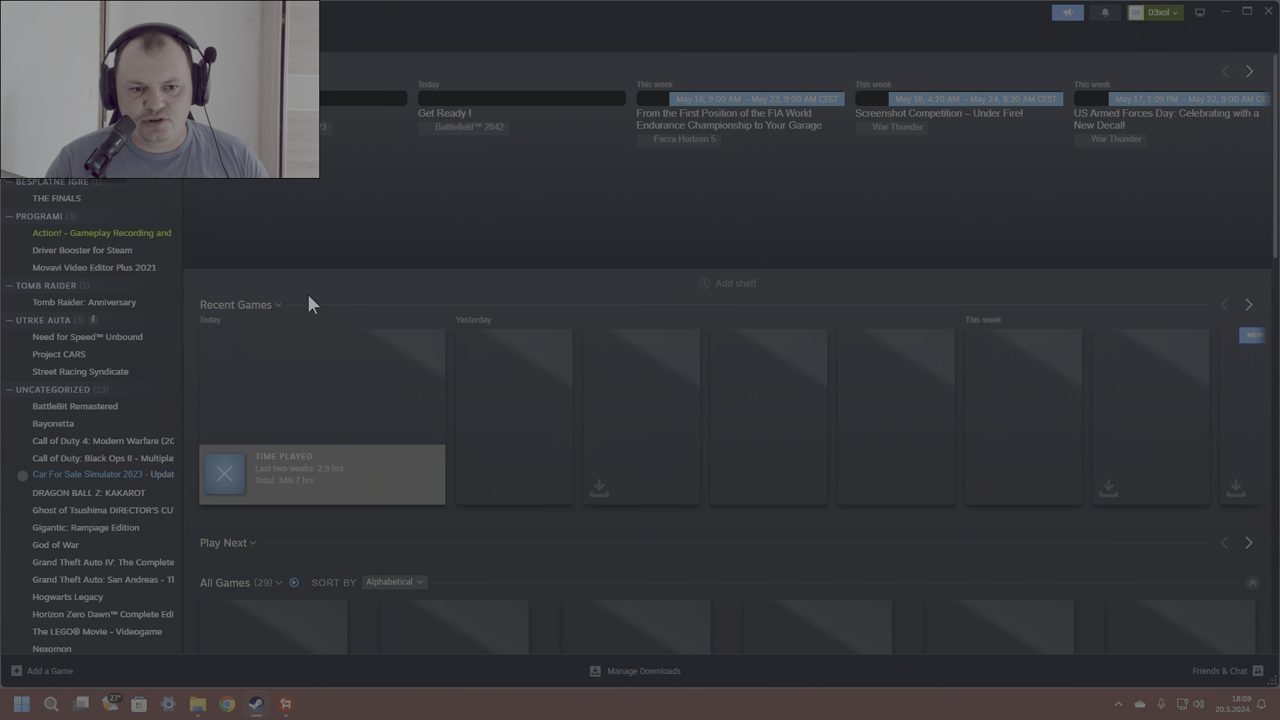 D3xol
Today
This week
This week
This week
May 16, 9:00 AM - May 23, 9:00 AM CEST
May 18, 4:10 AM - May 24, 8:30 AM CEST
May 17, 1:09 PM - May 22, 9:00 AM CE
Get Ready !
Battlefield™ 2042
From the First Position of the FIA World
Endurance Championship to Your Garage
Forza Horizon 5
Screenshot Competition – Under Fire!
War Thunder
US Armed Forces Day: Celebrating with a
New Decal!
War Thunder
BESPLATNE IGRE (1)
THE FINALS
PROGRAMI (3)
Action! - Gameplay Recording and
Driver Booster for Steam
Movavi Video Editor Plus 2021
TOMB RAIDER (1)
Tomb Raider: Anniversary
UTRKE AUTA (3)
Need for Speed™ Unbound
Project CARS
Street Racing Syndicate
UNCATEGORIZED (23)
BattleBit Remastered
Bayonetta
Call of Duty 4: Modern Warfare (20
Call of Duty: Black Ops II - Multipla
Car For Sale Simulator 2023 - Updat
DRAGON BALL Z: KAKAROT
Ghost of Tsushima DIRECTOR'S CU
Gigantic: Rampage Edition
God of War
Grand Theft Auto IV: The Complete
Grand Theft Auto: San Andreas - Tl
Hogwarts Legacy
Horizon Zero Dawn™ Complete Edi
The LEGO® Movie - Videogame
Nexomon
Add shelf
Recent Games
Today
Yesterday
This week
TIME PLAYED
Last two weeks: 2.9 hrs
Total: 346.7 hrs
Play Next
All Games (29)
SORT BY
Alphabetical
Add a Game
Manage Downloads
Friends & Chat
27°
18:09
20.5.2024.